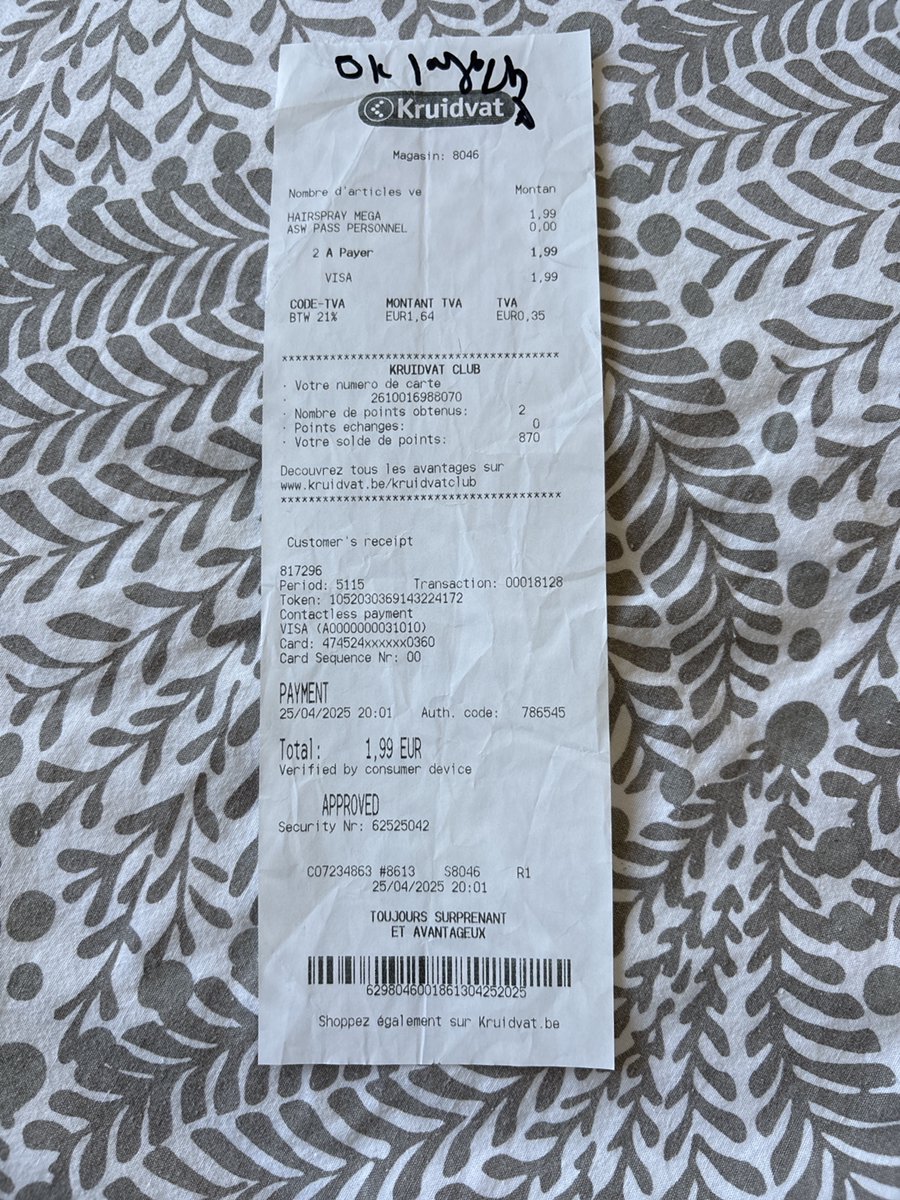 Ok
Kruidvat
Magasin: 8046
Nombre d'articles ve Montan
HAIRSPRAY MEGA 1,99
ASW PASS PERSONNEL 0,00
2 A Payer 1,99
VISA 1,99
CODE-TVA MONTANT TVA TVA
BTW 21% EUR1,64 EUR0,35
****************************************
KRUIDVAT CLUB
· Votre numero de carte
· 2610016988070
· Nombre de points obtenus: 2
· Points echanges: 0
· Votre solde de points: 870
Decouvrez tous les avantages sur
www.kruidvat.be/kruidvatclub
****************************************
Customer's receipt
817296
Period: 5115 Transaction: 00018128
Token: 1052030369143224172
Contactless payment
VISA (A0000000031010)
Card: 474524xxxxxx0360
Card Sequence Nr: 00
PAYMENT
25/04/2025 20:01 Auth. code: 786545
Total: 1,99 EUR
Verified by consumer device
APPROVED
Security Nr: 62525042
C07234863 #8613 S8046 R1
25/04/2025 20:01
TOUJOURS SURPRENANT
ET AVANTAGEUX
6298046001861304252025
Shoppez également sur Kruidvat.be